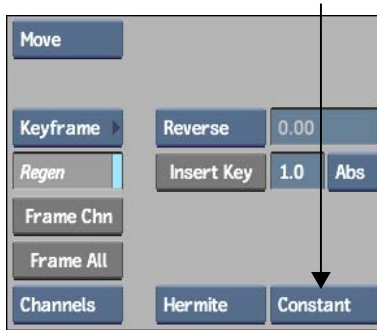 Move
Keyframe Reverse 0.00
Regen Insert Key 1.0 Abs
Frame Chn
Frame All
Channels Hermite Constant